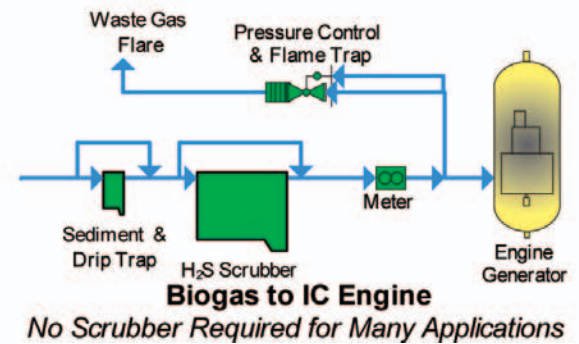 Waste Gas
Flare
Pressure Control
& Flame Trap
Sediment &
Drip Trap
H₂S Scrubber
Meter
Engine
Generator
Biogas to IC Engine
No Scrubber Required for Many Applications